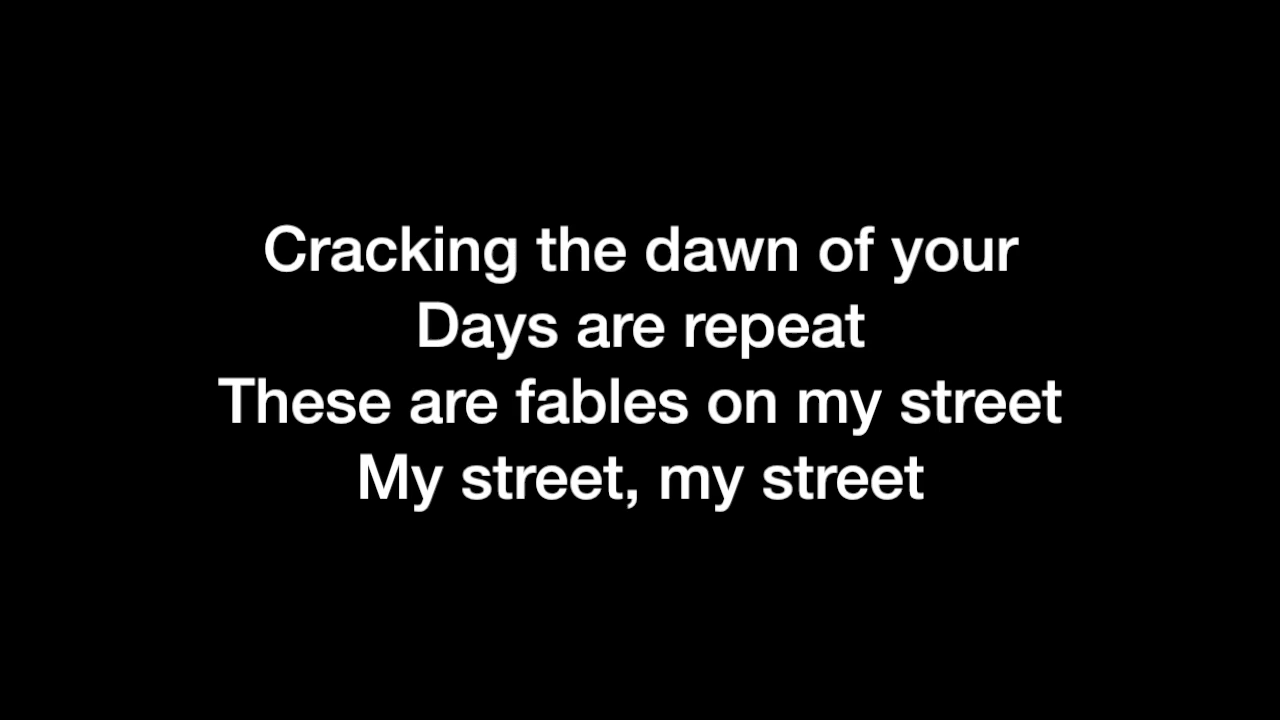 Cracking the dawn of your
Days are repeat
These are fables on my street
My street, my street